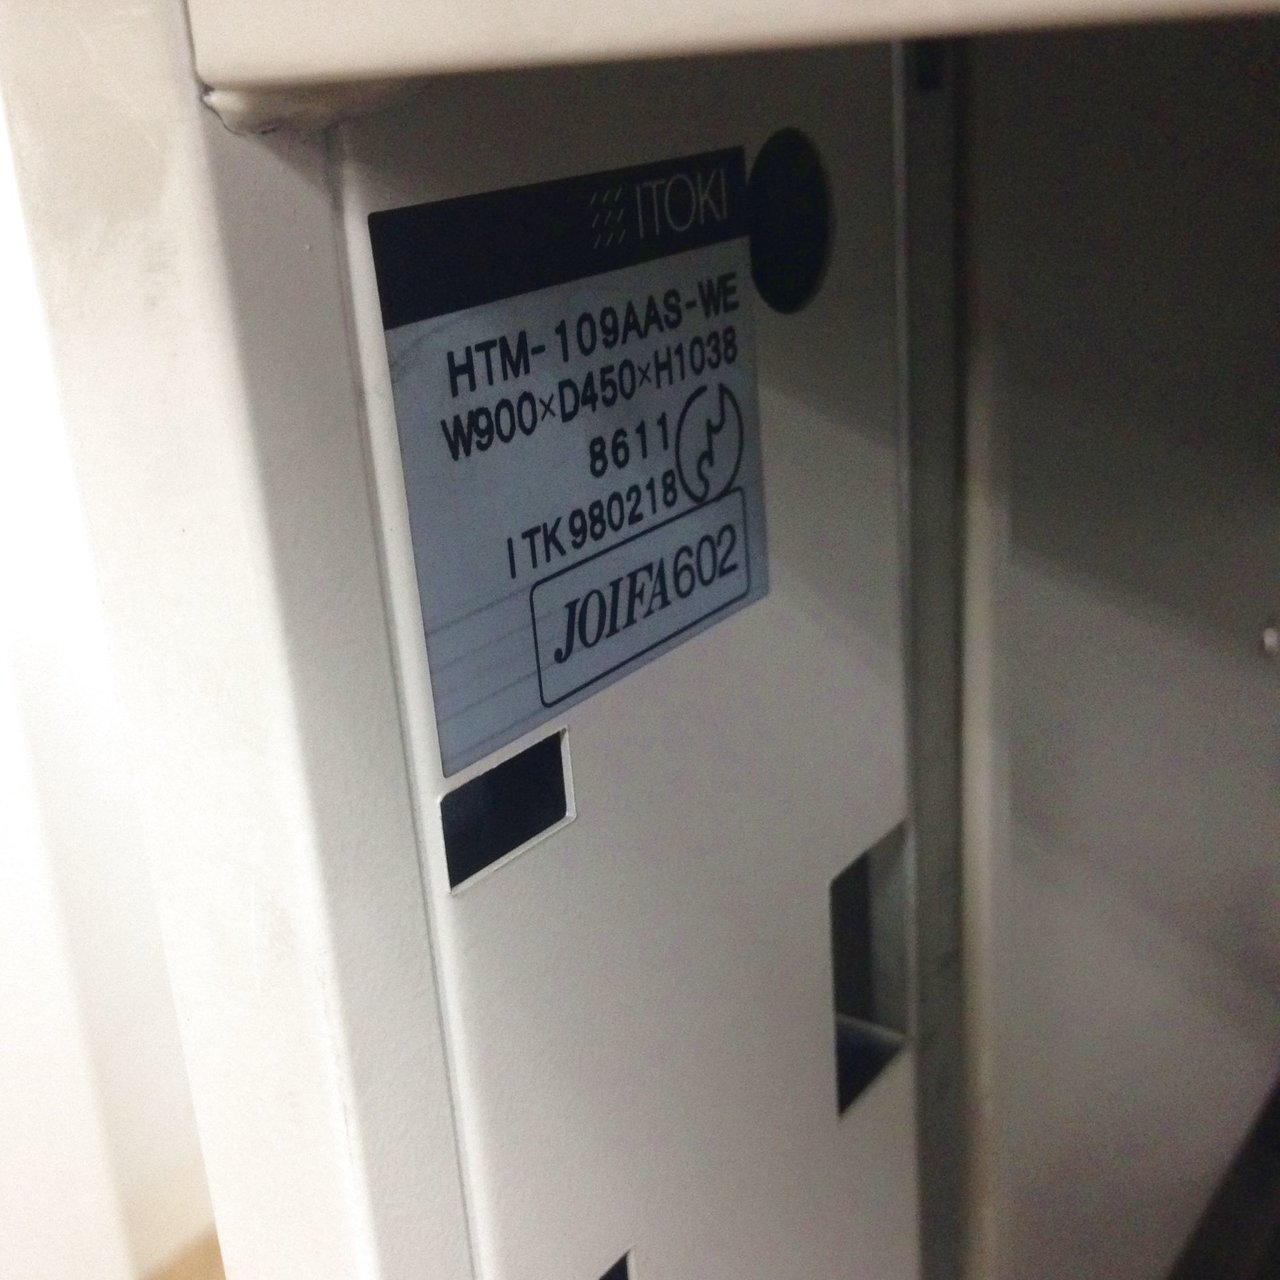 ITOKI
HTM-109AAS-WE
W900×D450×H1038
8611
ITK980218
JOIFA602